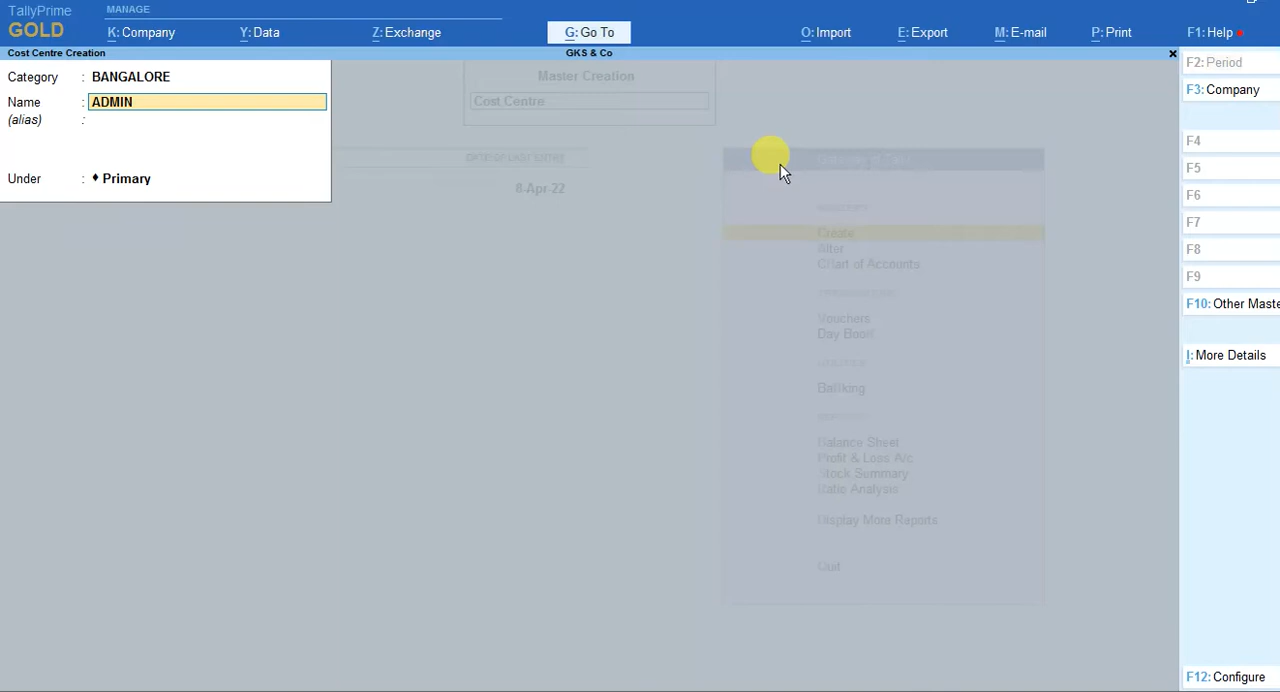 TallyPrime
GOLD
MANAGE
K: Company
Y: Data
Z: Exchange
G: Go To
O: Import
E: Export
M: E-mail
P: Print
F1: Help
Cost Centre Creation
GKS & Co
×
Category : BANGALORE
Name : ADMIN
(alias) :
Under : ♦ Primary
Master Creation
Cost Centre
8-Apr-22
Gateway of Tally
Create
Alter
CHart of Accounts
Vouchers
Day Book
Banking
Balance Sheet
Profit & Loss A/c
Stock Summary
Ratio Analysis
Display More Reports
Quit
F2: Period
F3: Company
F4
F5
F6
F7
F8
F9
F10: Other Maste
I: More Details
F12: Configure